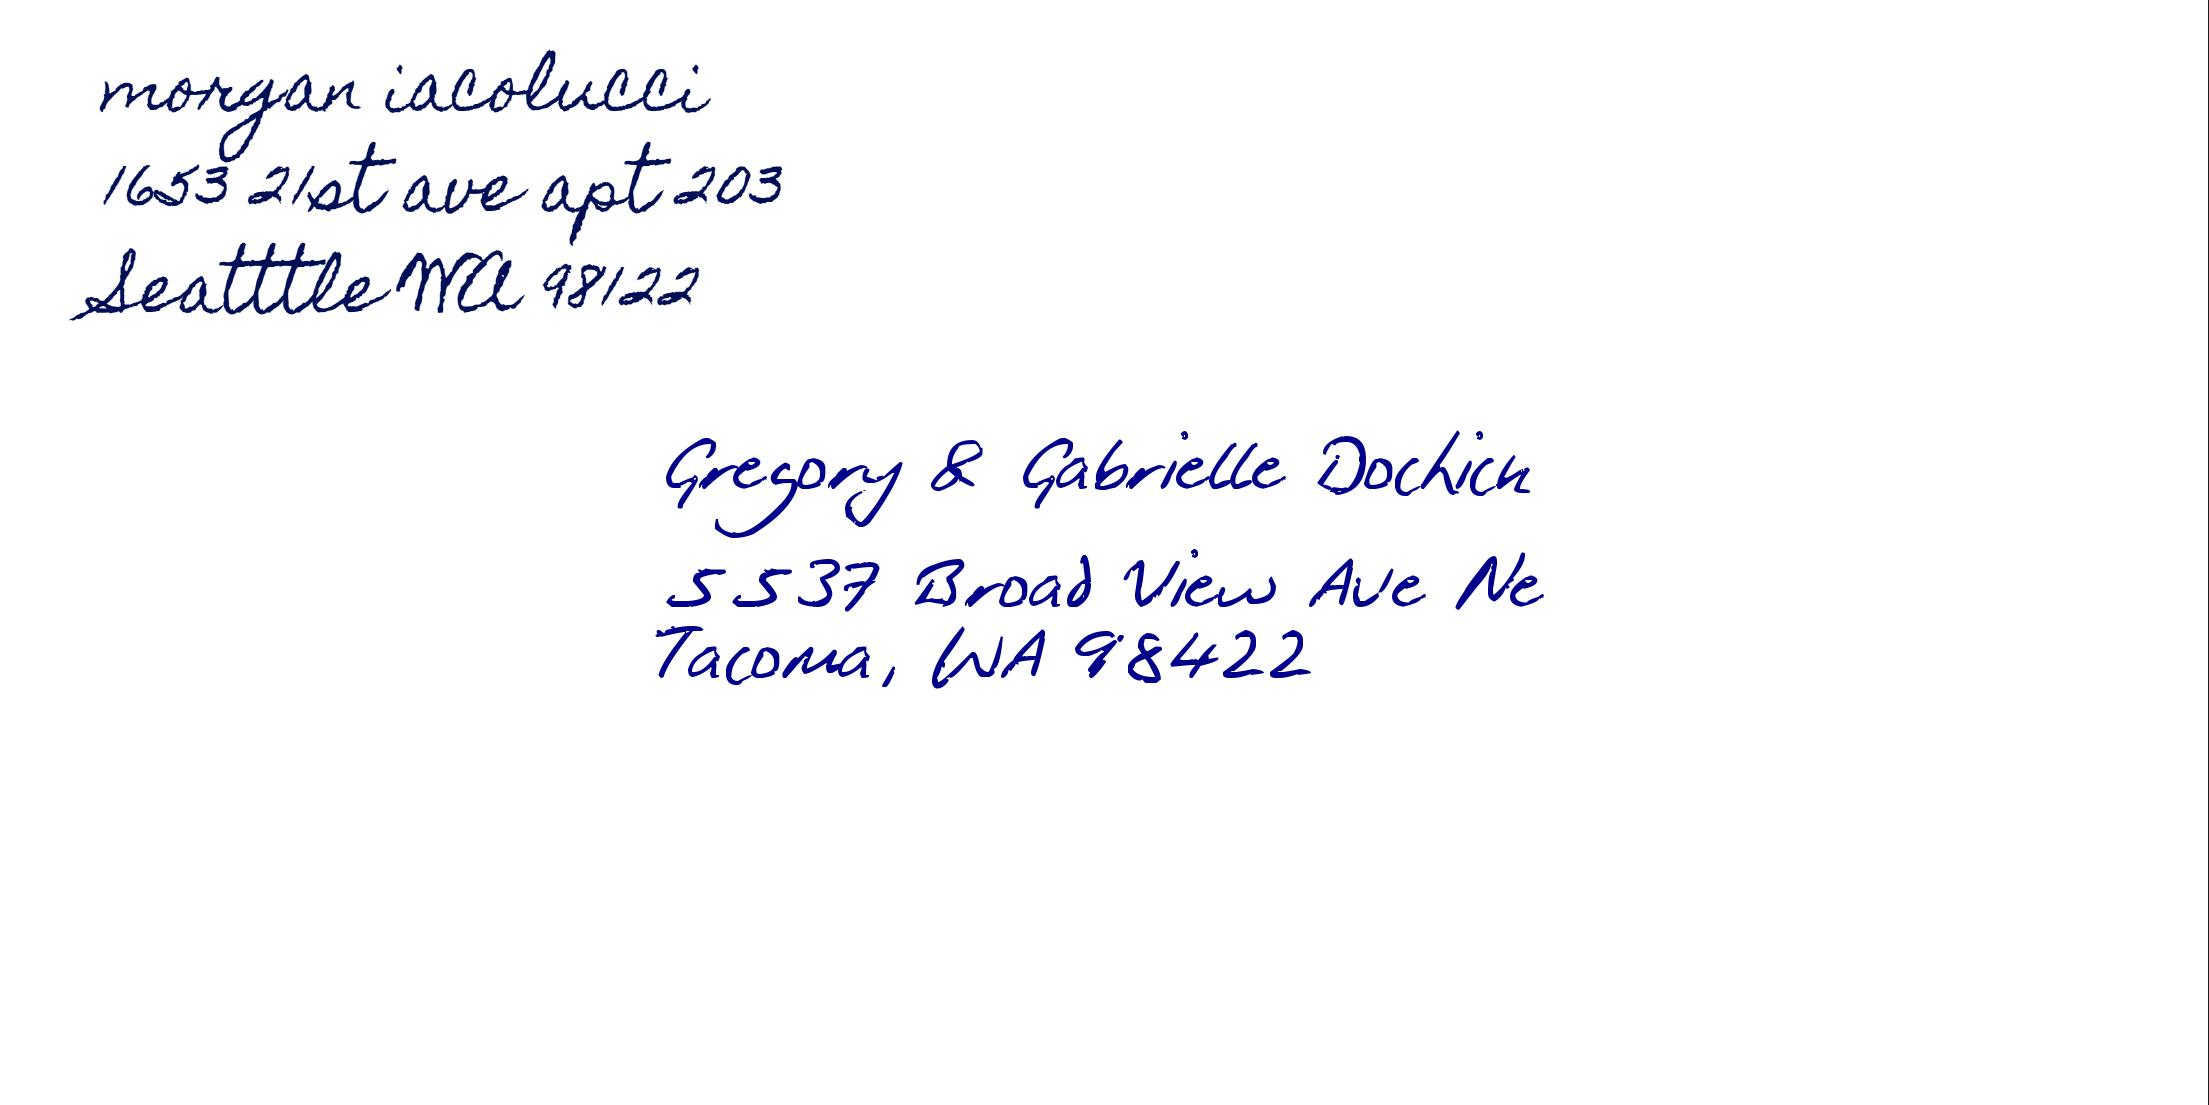 morgan iacolucci
1653 21st ave apt 203
Seatttle WA 98122
Gregory & Gabrielle Dochich
5537 Broad View Ave Ne
Tacoma, WA 98422